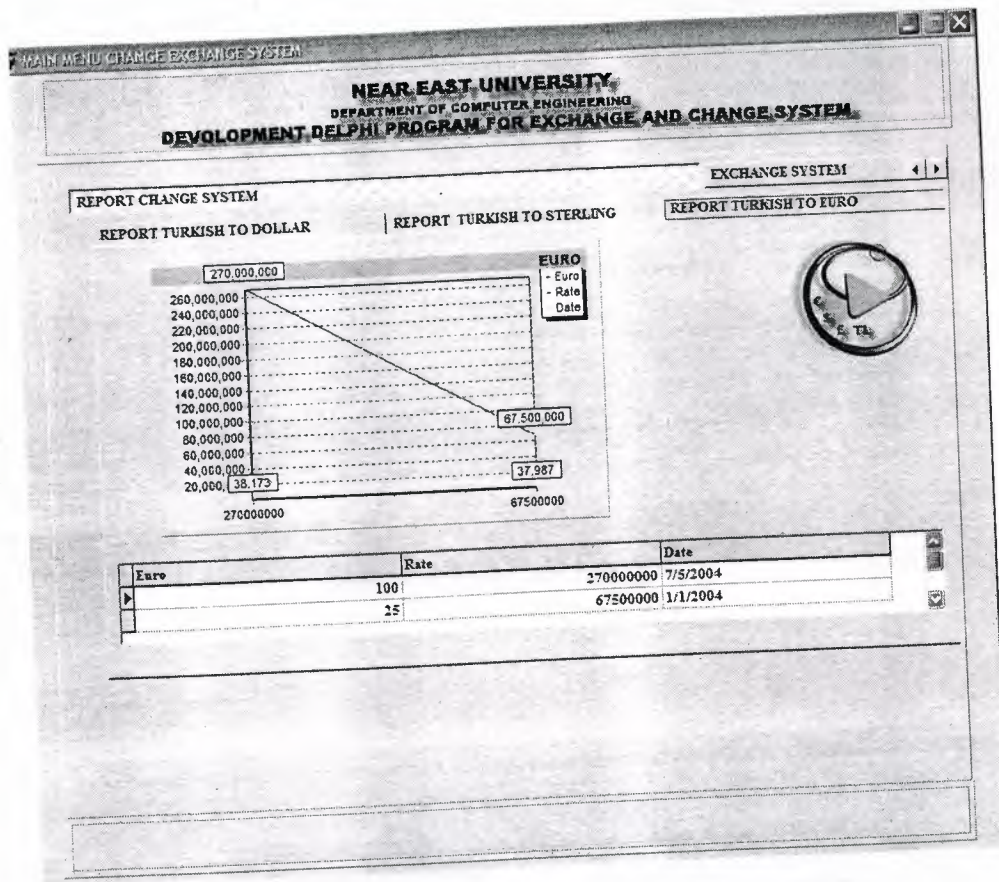 MAIN MENU CHANGE EXCHANGE SYSTEM
NEAR EAST UNIVERSITY
DEPARTMENT OF COMPUTER ENGINEERING
DEVOLOPMENT DELPHI PROGRAM FOR EXCHANGE AND CHANGE SYSTEM
REPORT CHANGE SYSTEM
EXCHANGE SYSTEM
REPORT TURKISH TO DOLLAR
REPORT TURKISH TO STERLING
REPORT TURKISH TO EURO
270,000,000
EURO
- Euro
- Rate
Date
260,000,000
240,000,000
220,000,000
200,000,000
180,000,000
160,000,000
140,000,000
120,000,000
100,000,000
80,000,000
60,000,000
40,000,000
20,000,
67,500,000
38,173
37,987
270000000
67500000
Euro Rate Date
100 270000000 7/5/2004
25 67500000 1/1/2004